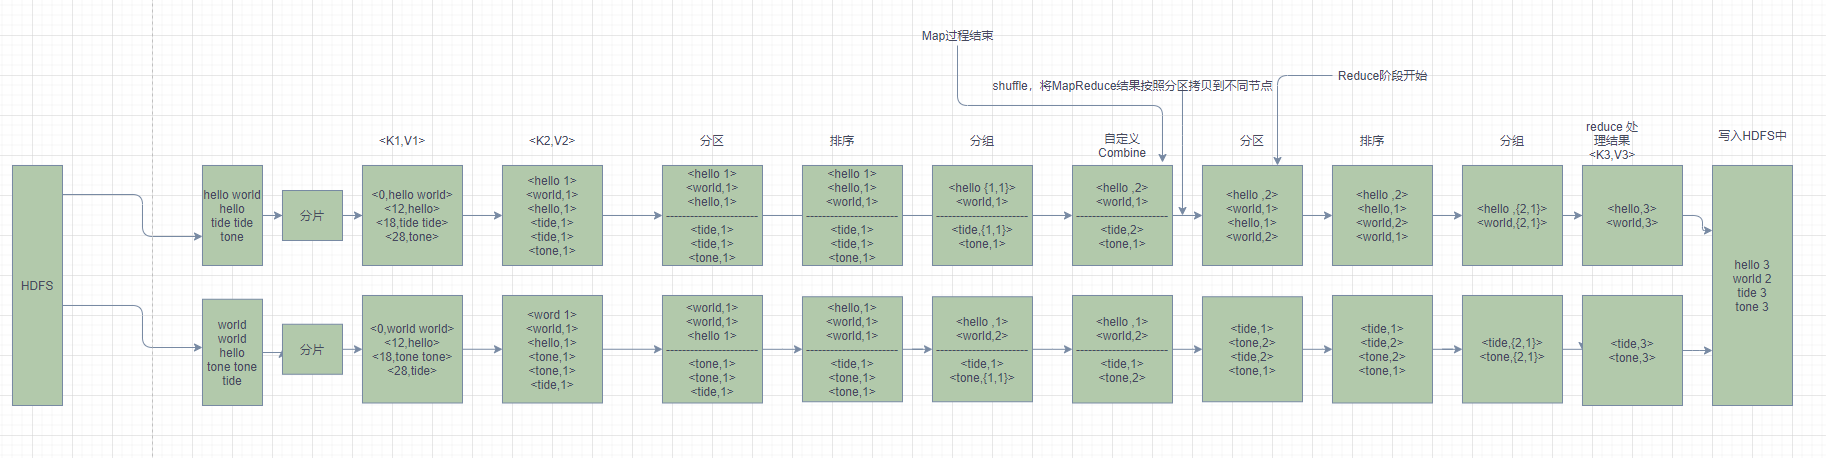 Map过程结束
shuffle，将MapReduce结果按照分区拷贝到不同节点
Reduce阶段开始
<K1,V1>
<K2,V2>
分区
排序
分组
自定义
Combine
分区
排序
分组
reduce 处
理结果
<K3,V3>
写入HDFS中
HDFS
hello world
hello
tide tide
tone
分片
<0,hello world>
<12,hello>
<18,tide tide>
<28,tone>
<hello 1>
<world,1>
<hello,1>
<tide,1>
<tide,1>
<tone,1>
<hello 1>
<world,1>
<hello,1>
<tide,1>
<tide,1>
<tone,1>
<hello 1>
<hello,1>
<world,1>
<tide,1>
<tide,1>
<tone,1>
<hello {1,1}>
<world,1>
<tide,{1,1}>
<tone,1>
<hello ,2>
<world,1>
<tide,2>
<tone,1>
<hello ,2>
<world,1>
<hello,1>
<world,2>
<hello ,2>
<hello,1>
<world,2>
<world,1>
<hello ,{2,1}>
<world,{2,1}>
<hello,3>
<world,3>
hello 3
world 2
tide 3
tone 3
world
world
hello
tone tone
tide
分片
<0,world world>
<12,hello>
<18,tone tone>
<28,tide>
<word 1>
<world,1>
<hello,1>
<tone,1>
<tone,1>
<tide,1>
<world,1>
<world,1>
<hello 1>
<tone,1>
<tone,1>
<tide,1>
<hello,1>
<world,1>
<world,1>
<tide,1>
<tone,1>
<tone,1>
<hello ,1>
<world,2>
<tide,1>
<tone,{1,1}>
<hello ,1>
<world,2>
<tide,1>
<tone,2>
<tide,1>
<tone,2>
<tide,2>
<tone,1>
<tide,1>
<tide,2>
<tone,2>
<tone,1>
<tide,{2,1}>
<tone,{2,1}>
<tide,3>
<tone,3>